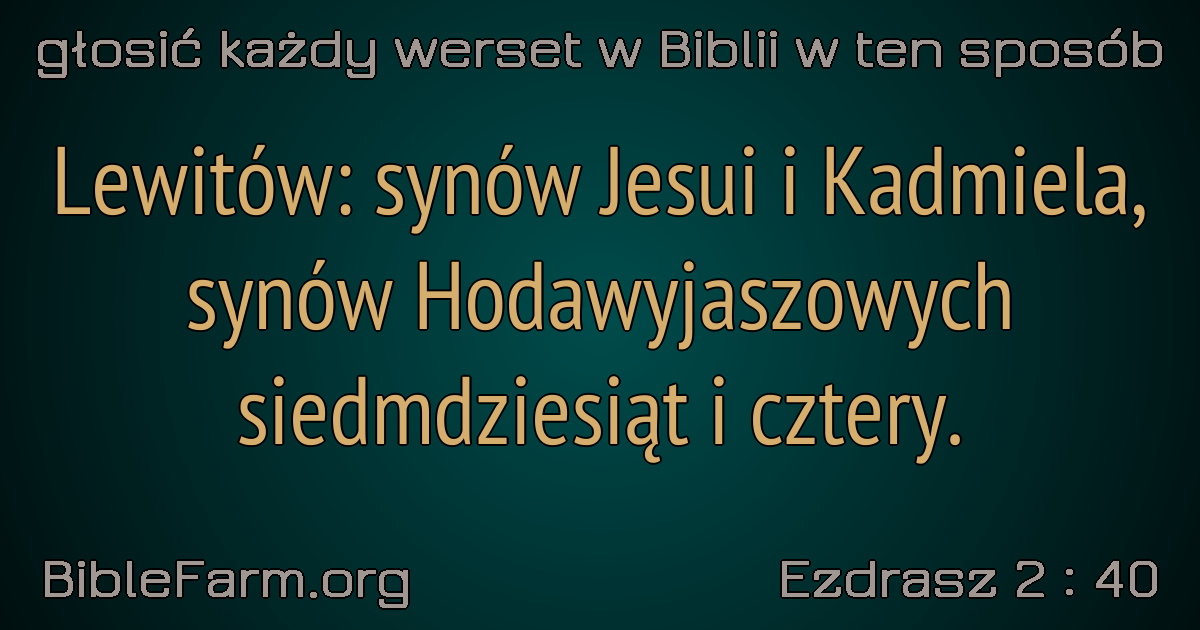 głosić każdy werset w Biblii w ten sposób
Lewitów: synów Jesui i Kadmiela,
synów Hodawyjaszowych
siedmdziesiąt i cztery.
BibleFarm.org
Ezdrasz 2 : 40